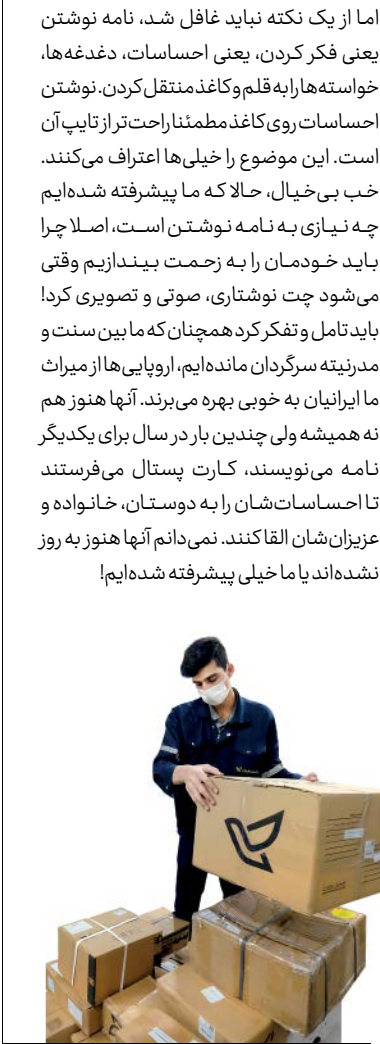 اما از یک نکته نباید غافل شد، نامه نوشتن
یعنی فکر کردن، یعنی احساسات، دغدغه‌ها،
خواسته‌ها را به قلم و کاغذ منتقل کردن. نوشتن
احساسات روی کاغذ مطمئنا راحت‌تر از تایپ آن
است. این موضوع را خیلی‌ها اعتراف می‌کنند.
خب بی‌خیال، حالا که ما پیشرفته شده‌ایم
چه نیازی به نامه نوشتن است، اصلا چرا
باید خودمان را به زحمت بیندازیم وقتی
می‌شود چت نوشتاری، صوتی و تصویری کرد!
باید تامل و تفکر کرد همچنان که ما بین سنت و
مدرنیته سرگردان مانده‌ایم، اروپایی‌ها از میراث
ما ایرانیان به خوبی بهره می‌برند. آنها هنوز هم
نه همیشه ولی چندین بار در سال برای یکدیگر
نامه می‌نویسند، کارت پستال می‌فرستند
تا احساسات‌شان را به دوستان، خانواده و
عزیزان‌شان القا کنند. نمی‌دانم آنها هنوز به روز
نشده‌اند یا ما خیلی پیشرفته شده‌ایم!